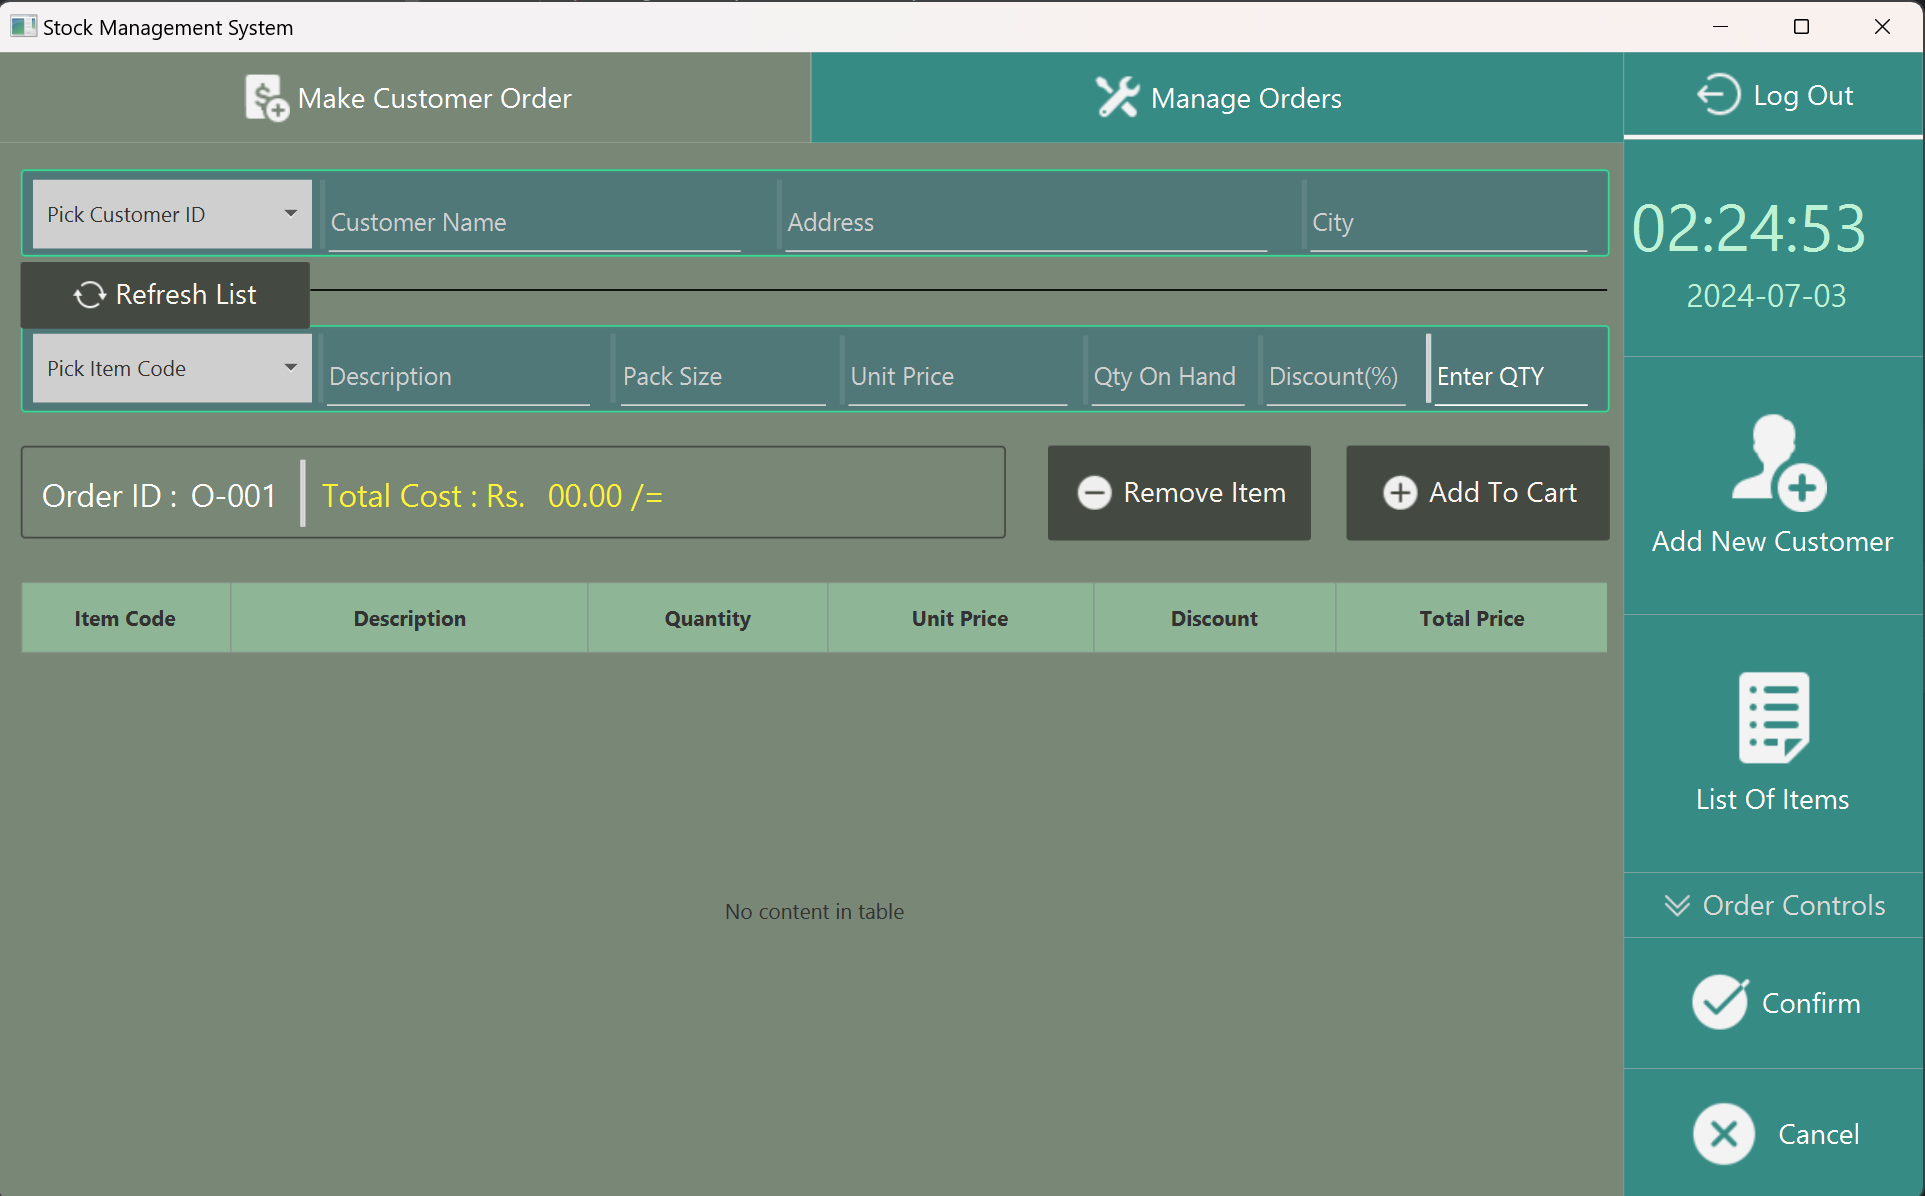 Stock Management System
Make Customer Order
Manage Orders
Log Out
Pick Customer ID
Customer Name
Address
City
02:24:53
2024-07-03
Refresh List
Pick Item Code
Description
Pack Size
Unit Price
Qty On Hand
Discount(%)
Enter QTY
Order ID : O-001
Total Cost : Rs. 00.00 /=
Remove Item
Add To Cart
Add New Customer
Item Code
Description
Quantity
Unit Price
Discount
Total Price
List Of Items
No content in table
Order Controls
Confirm
Cancel